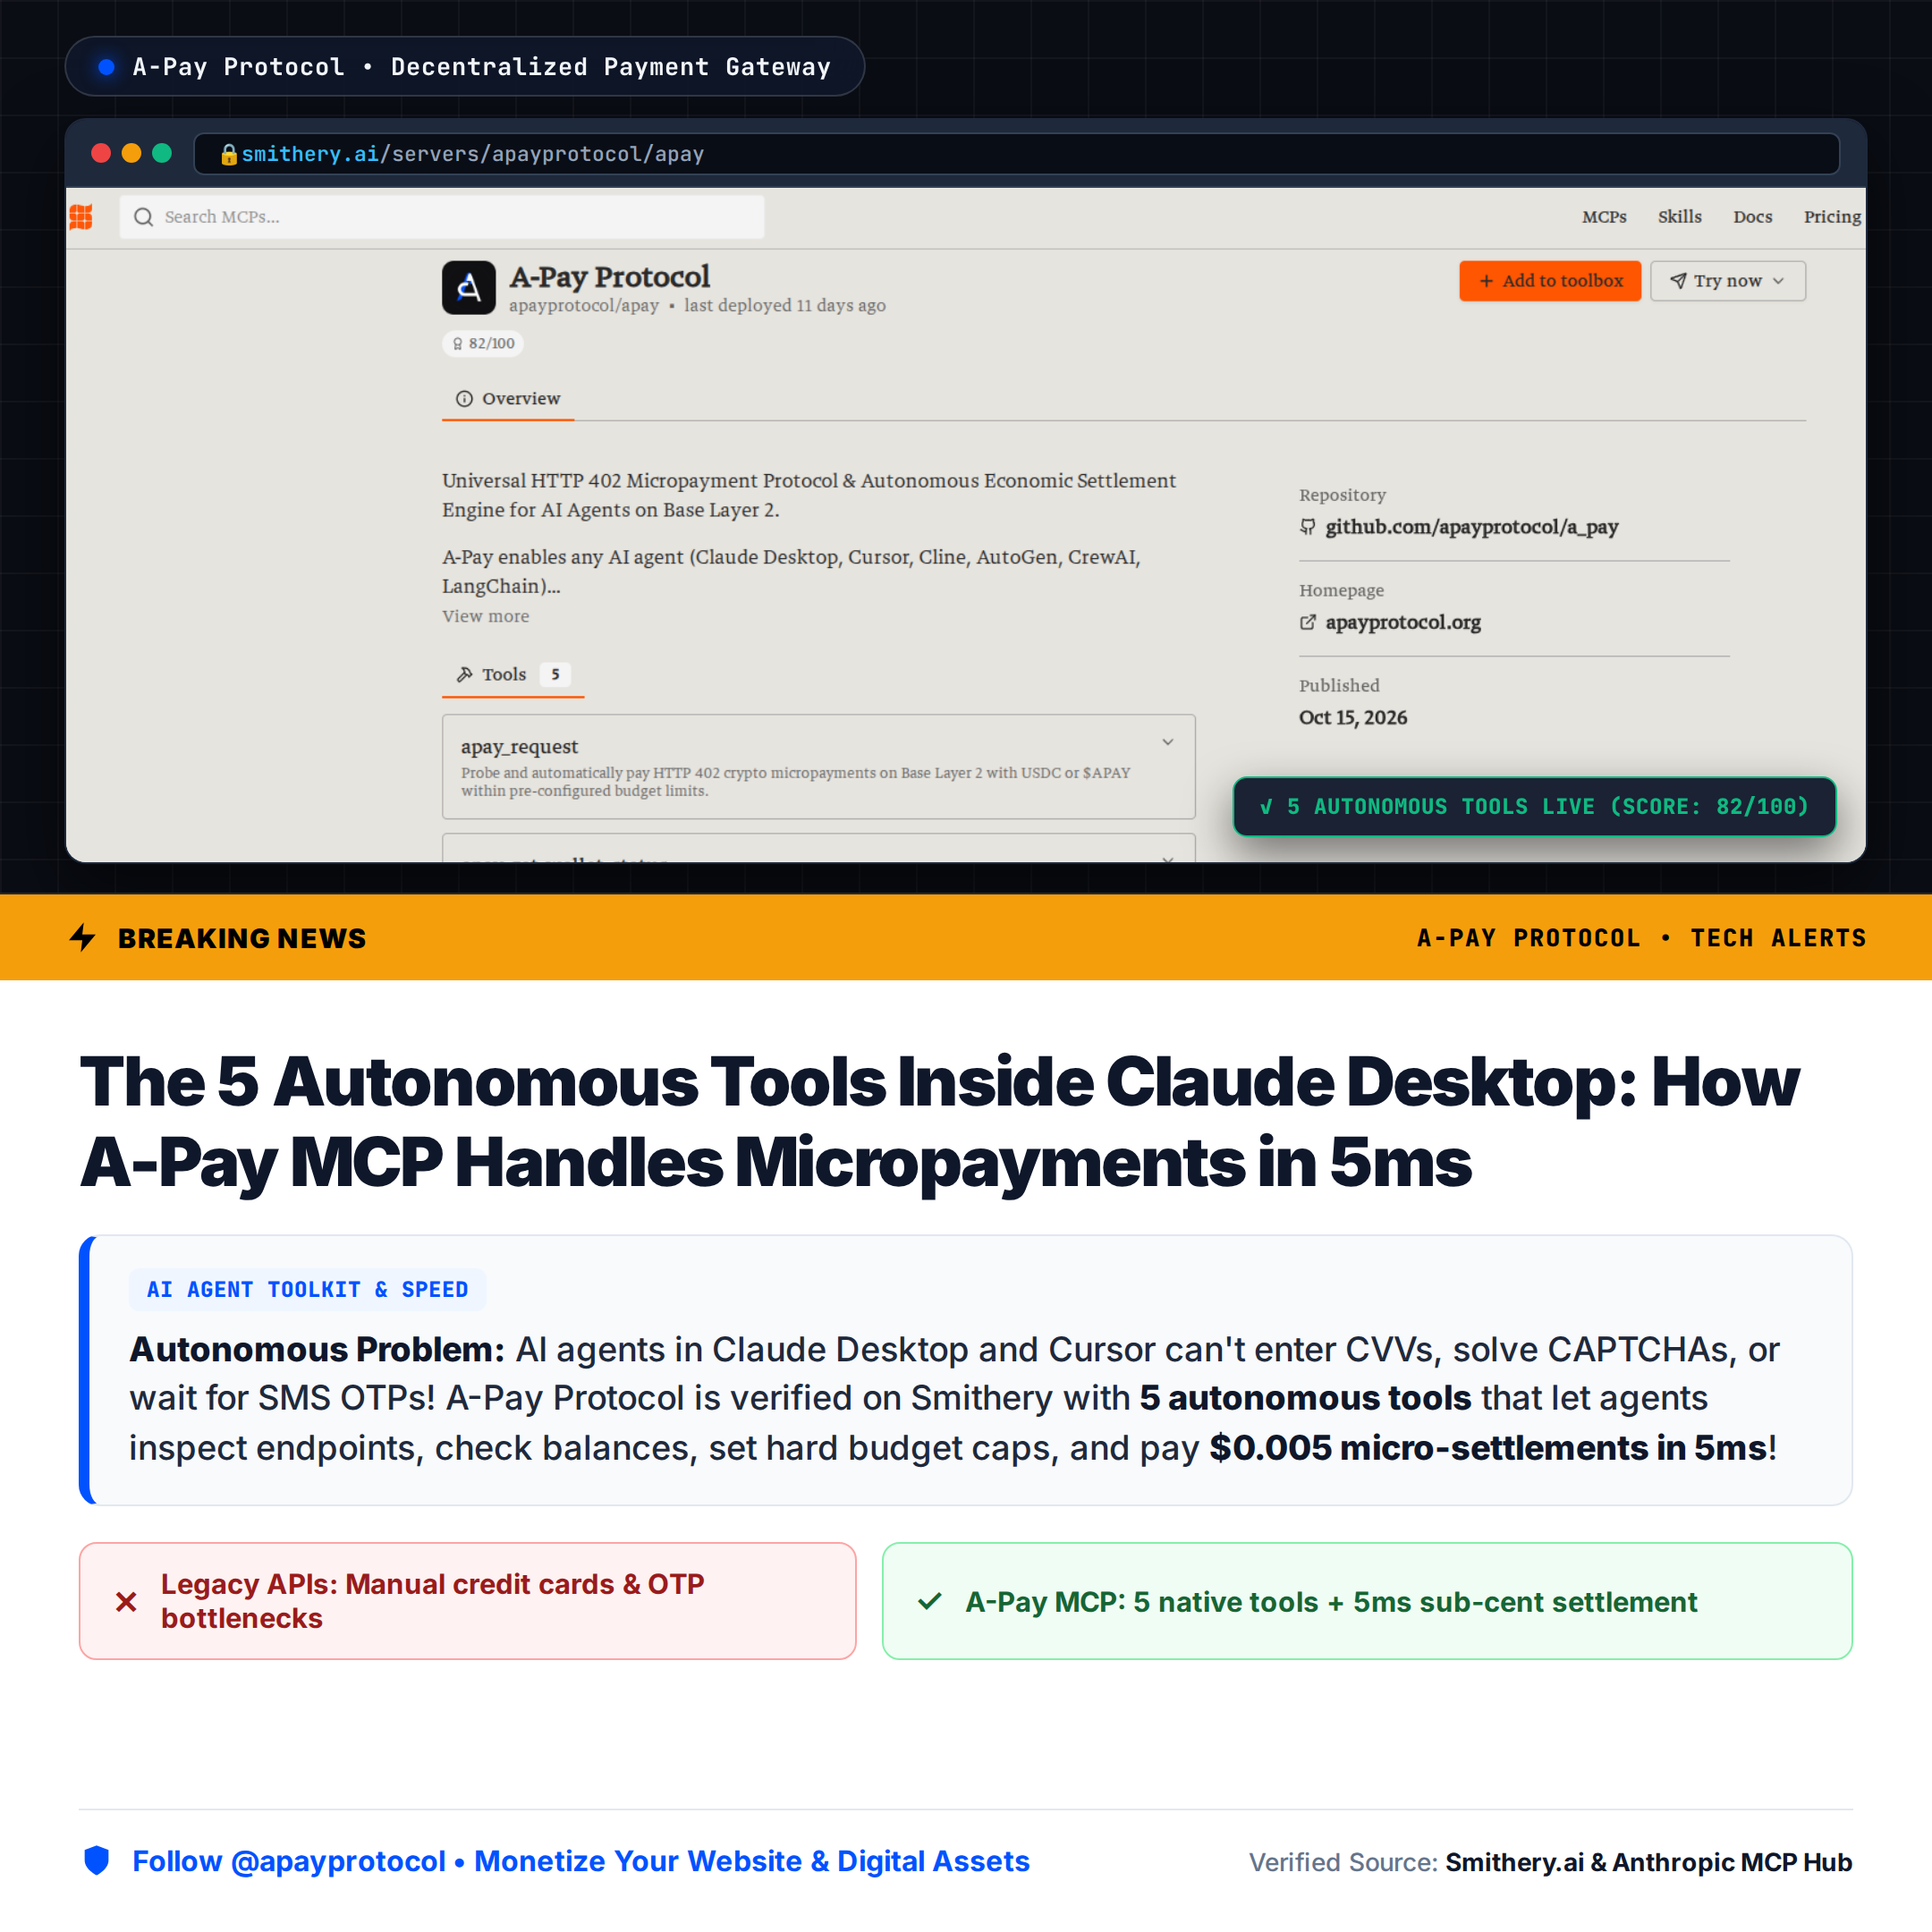 A-Pay Protocol • Decentralized Payment Gateway
smithery.ai/servers/apayprotocol/apay
Search MCPs...
MCPs Skills Docs Pricing
A-Pay Protocol
apayprotocol/apay • last deployed 11 days ago
+ Add to toolbox
Try now
82/100
Overview
Universal HTTP 402 Micropayment Protocol & Autonomous Economic Settlement
Engine for AI Agents on Base Layer 2.
A-Pay enables any AI agent (Claude Desktop, Cursor, Cline, AutoGen, CrewAI,
LangChain)...
View more
Repository
github.com/apayprotocol/a_pay
Homepage
apayprotocol.org
Published
Oct 15, 2026
Tools 5
apay_request
Probe and automatically pay HTTP 402 crypto micropayments on Base Layer 2 with USDC or $APAY
within pre-configured budget limits.
√ 5 AUTONOMOUS TOOLS LIVE (SCORE: 82/100)
BREAKING NEWS
A-PAY PROTOCOL • TECH ALERTS
The 5 Autonomous Tools Inside Claude Desktop: How
A-Pay MCP Handles Micropayments in 5ms
AI AGENT TOOLKIT & SPEED
Autonomous Problem: AI agents in Claude Desktop and Cursor can't enter CVVs, solve CAPTCHAs, or
wait for SMS OTPs! A-Pay Protocol is verified on Smithery with 5 autonomous tools that let agents
inspect endpoints, check balances, set hard budget caps, and pay $0.005 micro-settlements in 5ms!
✕ Legacy APIs: Manual credit cards & OTP
bottlenecks
✓ A-Pay MCP: 5 native tools + 5ms sub-cent settlement
Follow @apayprotocol • Monetize Your Website & Digital Assets
Verified Source: Smithery.ai & Anthropic MCP Hub